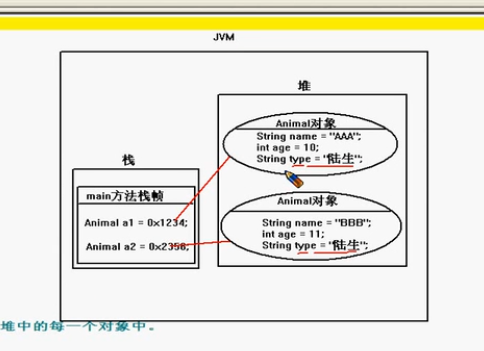 JVM
堆
Animal对象
String name = "AAA";
int age = 10;
String type = "陆生";
栈
main方法栈帧
Animal a1 = 0x1234;
Animal a2 = 0x2356;
Animal对象
String name = "BBB";
int age = 11;
String type = "陆生";
堆中的每一个对象中。